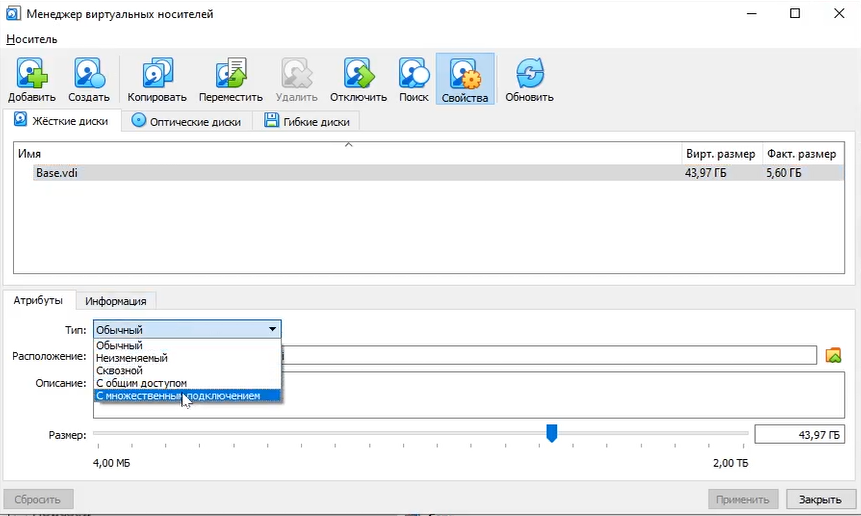 Менеджер виртуальных носителей
Носитель
Добавить Создать Копировать Переместить Удалить Отключить Поиск Свойства Обновить
Жёсткие диски Оптические диски Гибкие диски
Имя Вирт. размер Факт. размер
Base.vdi 43,97 ГБ 5,60 ГБ
Атрибуты Информация
Тип: Обычный
Обычный
Неизменяемый
Расположение:
Сквозной
С общим доступом
Описание:
С множественным подключением
Размер: 43,97 ГБ
4,00 МБ 2,00 ТБ
Сбросить Применить Закрыть